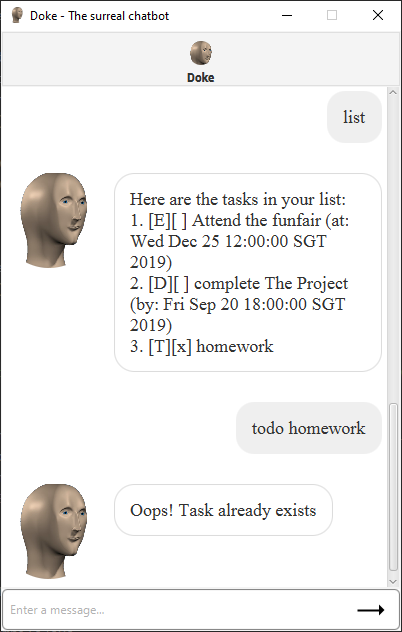 Doke - The surreal chatbot
Doke
list
Here are the tasks in your list:
1. [E][ ] Attend the funfair (at:
Wed Dec 25 12:00:00 SGT
2019)
2. [D][ ] complete The Project
(by: Fri Sep 20 18:00:00 SGT
2019)
3. [T][x] homework
todo homework
Oops! Task already exists
Enter a message...